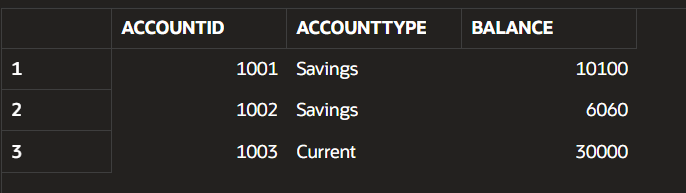 ACCOUNTID ACCOUNTTYPE BALANCE
1 1001 Savings 10100
2 1002 Savings 6060
3 1003 Current 30000